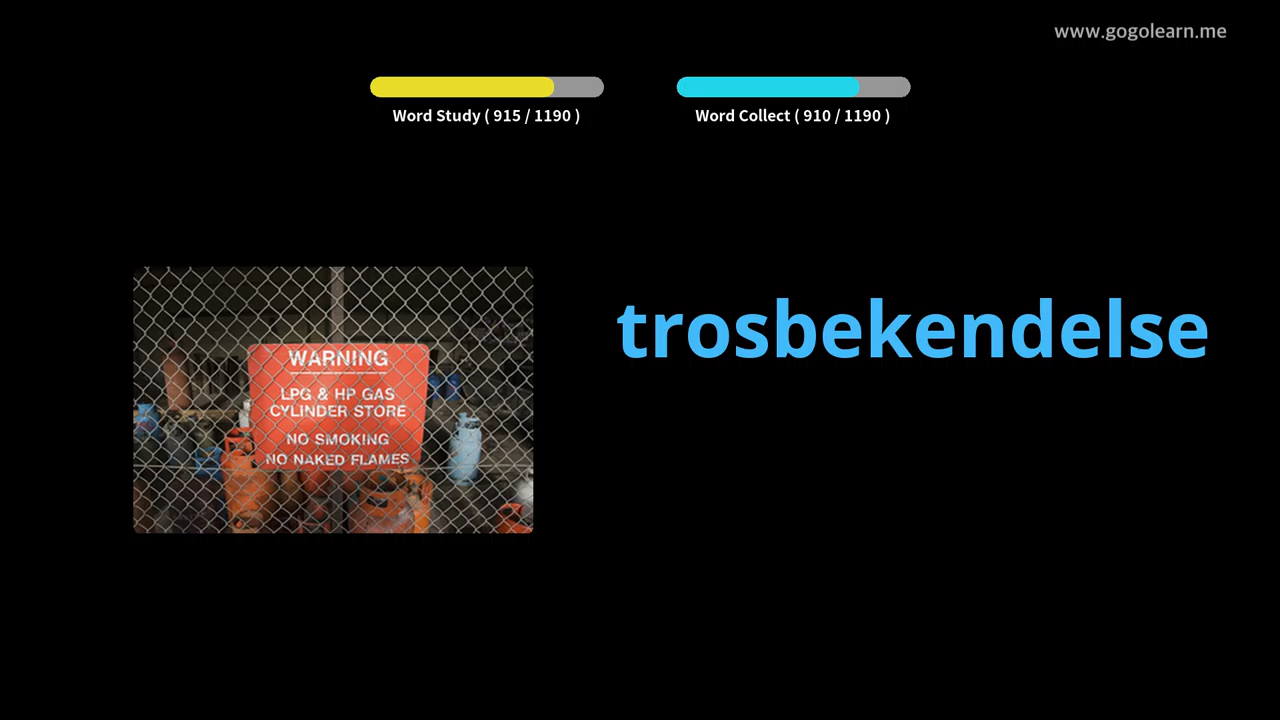 www.gogolearn.me
Word Study ( 915 / 1190 )
Word Collect ( 910 / 1190 )
trosbekendelse
WARNING
LPG & HP GAS
CYLINDER STORE
NO SMOKING
NO NAKED FLAMES